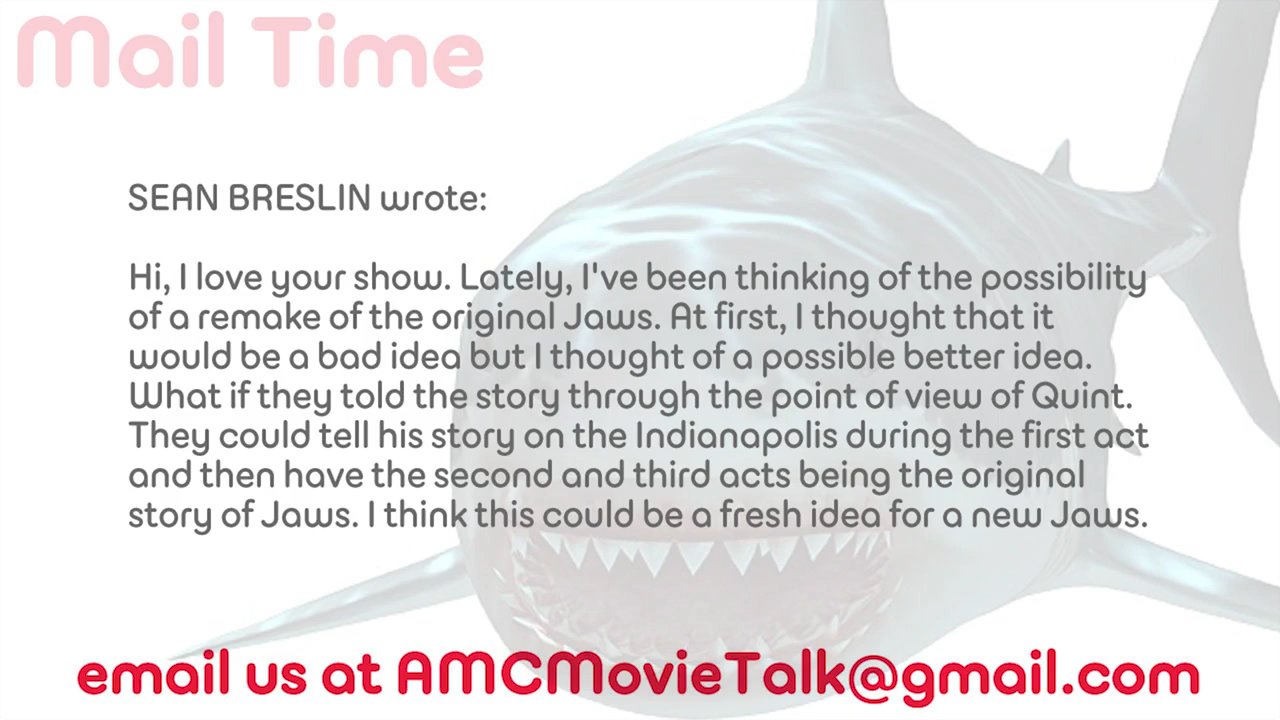 Mail Time
SEAN BRESLIN wrote:
Hi, I love your show. Lately, I've been thinking of the possibility
of a remake of the original Jaws. At first, I thought that it
would be a bad idea but I thought of a possible better idea.
What if they told the story through the point of view of Quint.
They could tell his story on the Indianapolis during the first act
and then have the second and third acts being the original
story of Jaws. I think this could be a fresh idea for a new Jaws.
email us at AMCMovieTalk@gmail.com